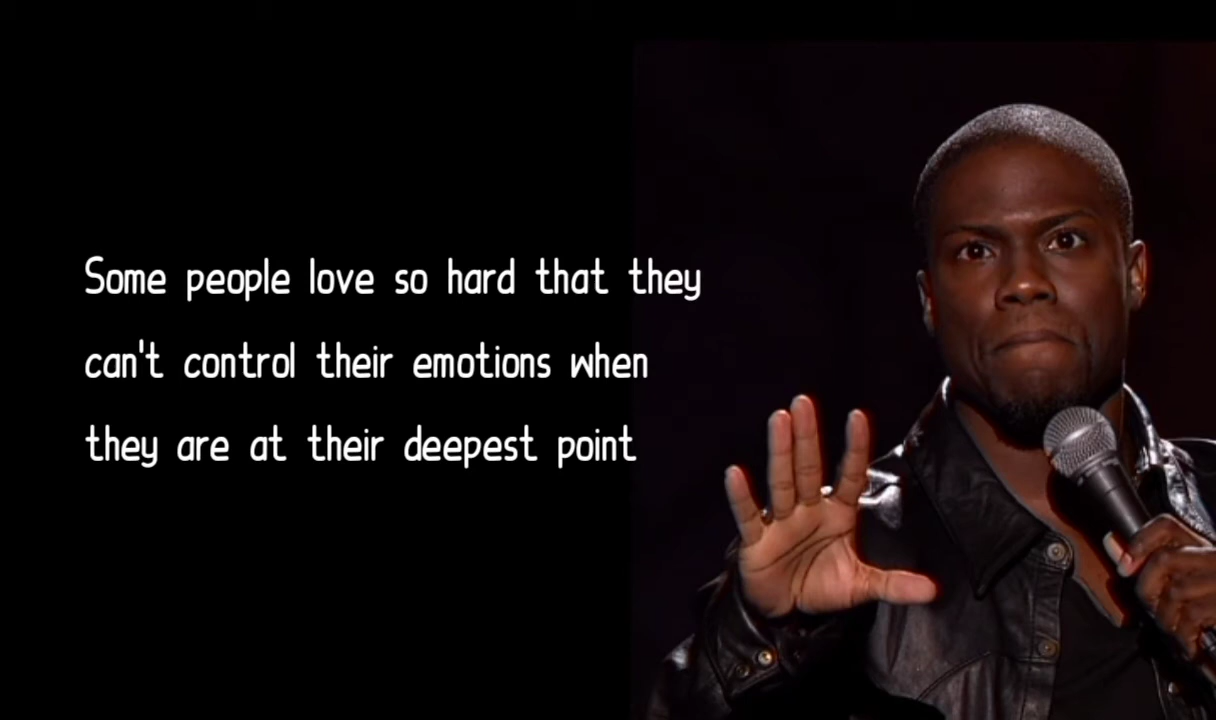 Some people love so hard that they
can't control their emotions when
they are at their deepest point